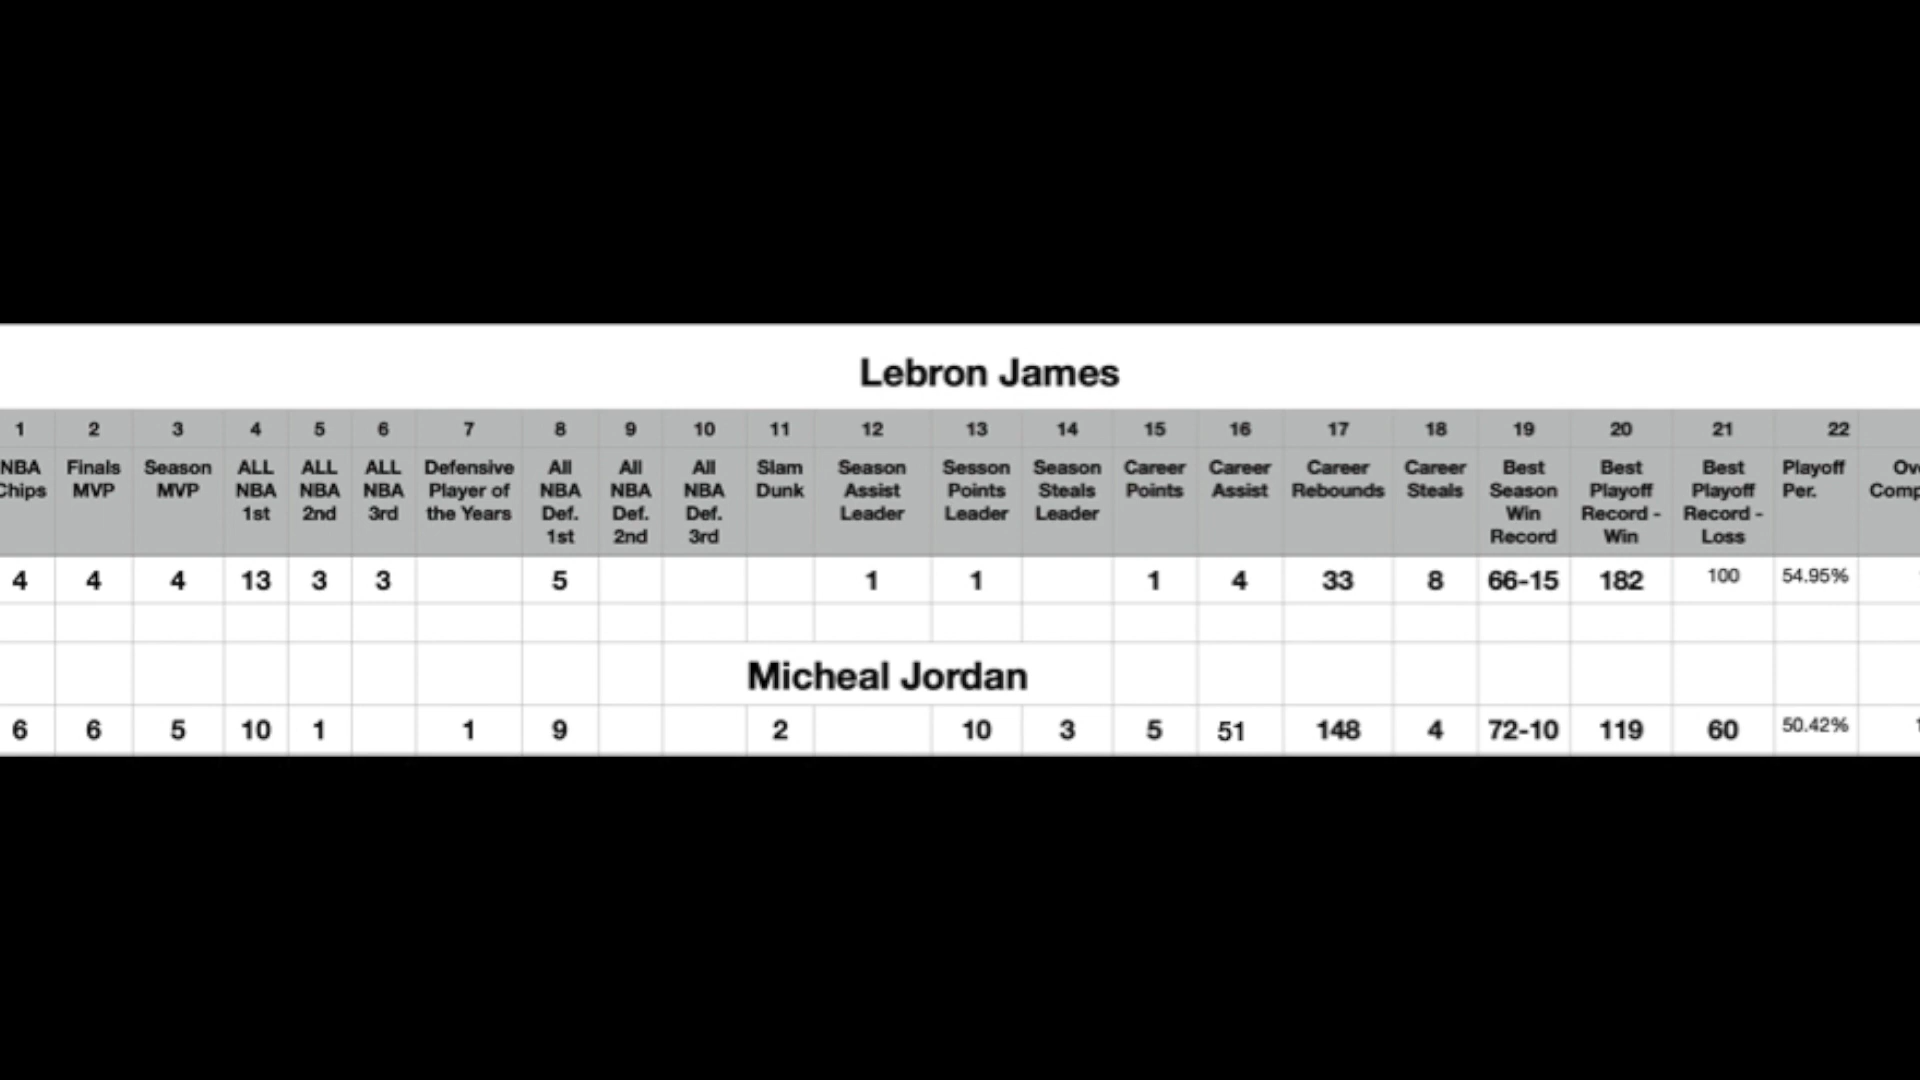 Lebron James
1 2 3 4 5 6 7 8 9 10 11 12 13 14 15 16 17 18 19 20 21 22
NBA Finals Season ALL ALL ALL Defensive All All All Slam Season Sesson Season Career Career Career Career Best Best Best Playoff
Chips MVP MVP NBA NBA NBA Player of NBA NBA NBA Dunk Assist Points Steals Points Assist Rebounds Steals Season Playoff Playoff Per.
1st 2nd 3rd the Years Def. Def. Def. Leader Leader Leader Win Record - Record -
1st 2nd 3rd Record Win Loss
4 4 4 13 3 3 5 1 1 1 4 33 8 66-15 182 100 54.95%
Micheal Jordan
6 6 5 10 1 1 9 2 10 3 5 51 148 4 72-10 119 60 50.42%